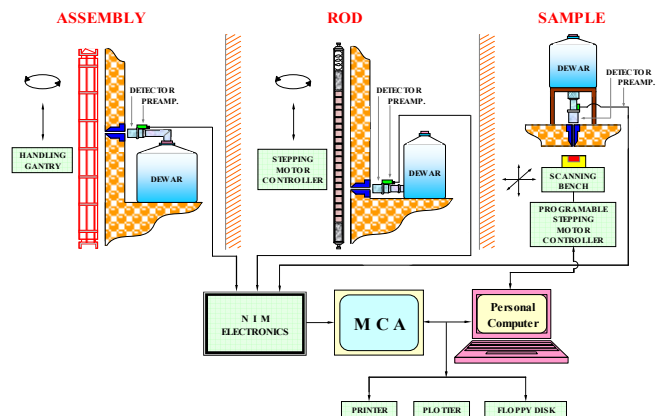 ASSEMBLY
ROD
SAMPLE
DETECTOR
PREAMP.
HANDLING
GANTRY
DEWAR
DETECTOR
PREAMP.
STEPPING
MOTOR
CONTROLLER
DEWAR
DEWAR
DETECTOR
PREAMP.
SCANNING
BENCH
PROGRAMABLE
STEPPING
MOTOR
CONTROLLER
N I M
ELECTRONICS
M C A
Personal
Computer
PRINTER
PLOTTER
FLOPPY DISK